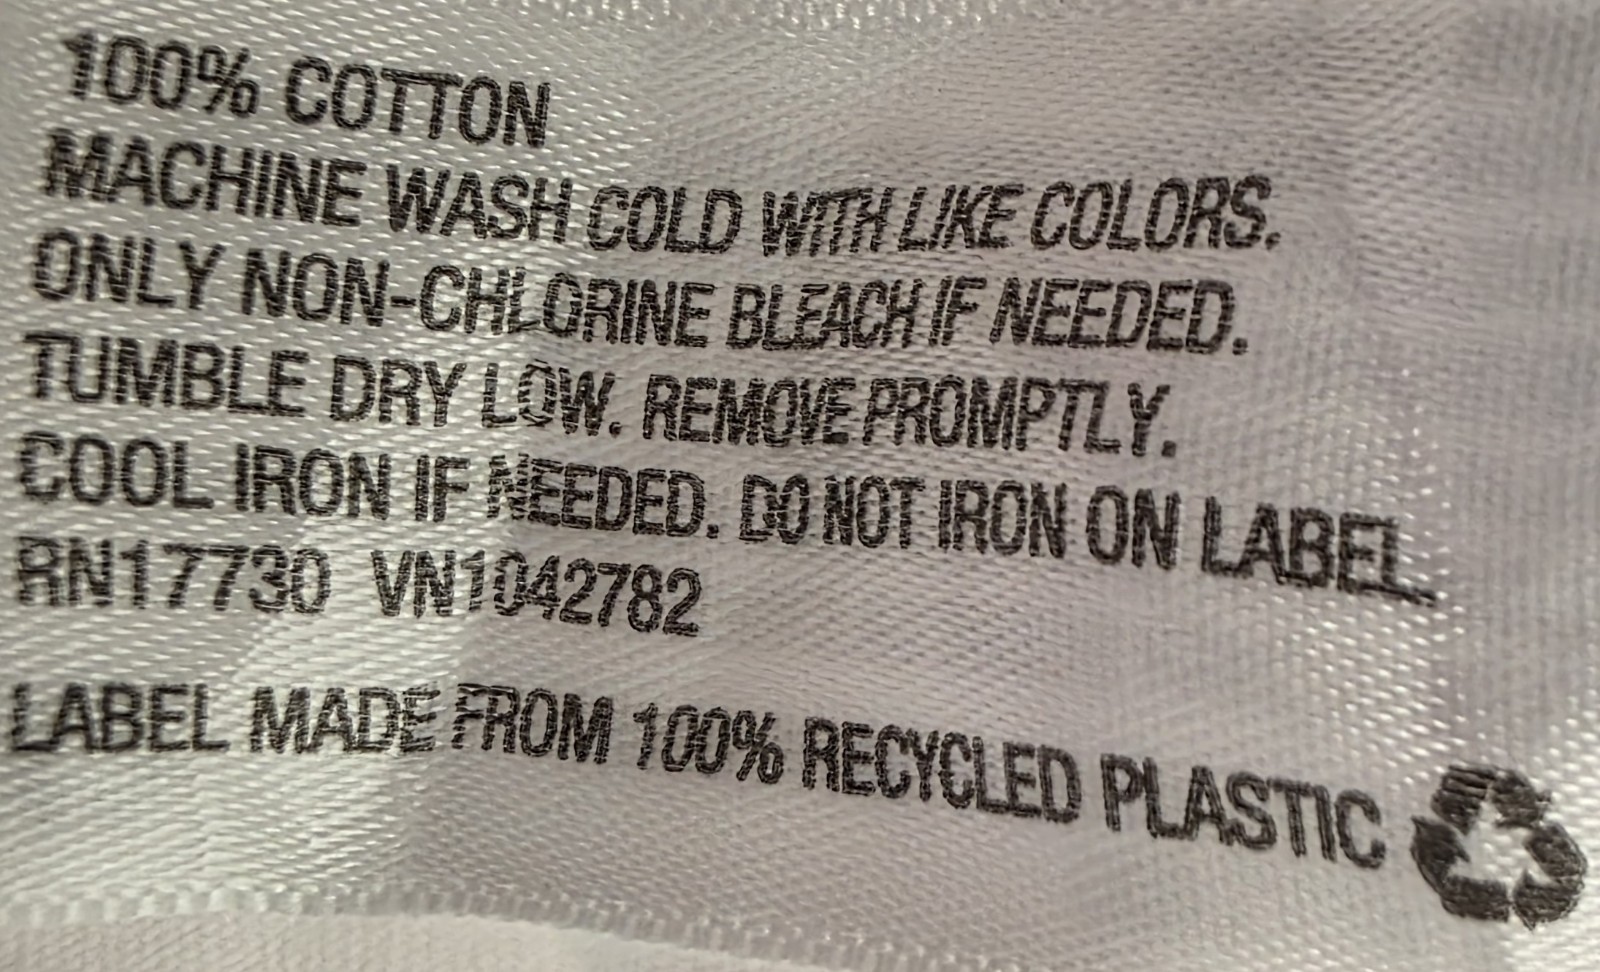 100% COTTON
MACHINE WASH COLD WITH LIKE COLORS.
ONLY NON-CHLORINE BLEACH IF NEEDED.
TUMBLE DRY LOW. REMOVE PROMPTLY.
COOL IRON IF NEEDED. DO NOT IRON ON LABEL.
RN17730 VN1042782
LABEL MADE FROM 100% RECYCLED PLASTIC